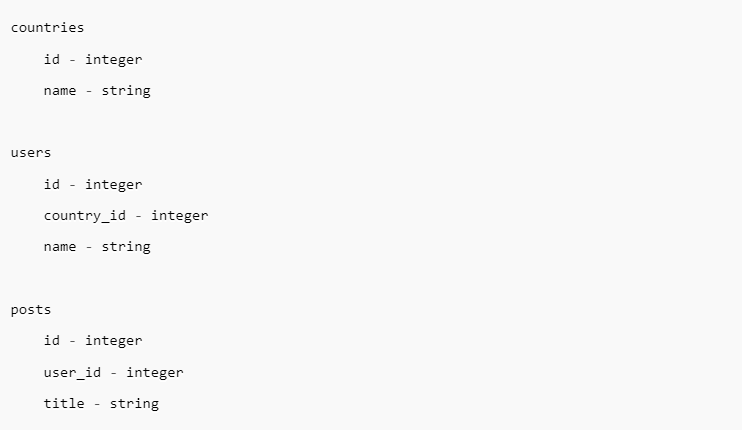 countries
    id - integer
    name - string

users
    id - integer
    country_id - integer
    name - string

posts
    id - integer
    user_id - integer
    title - string